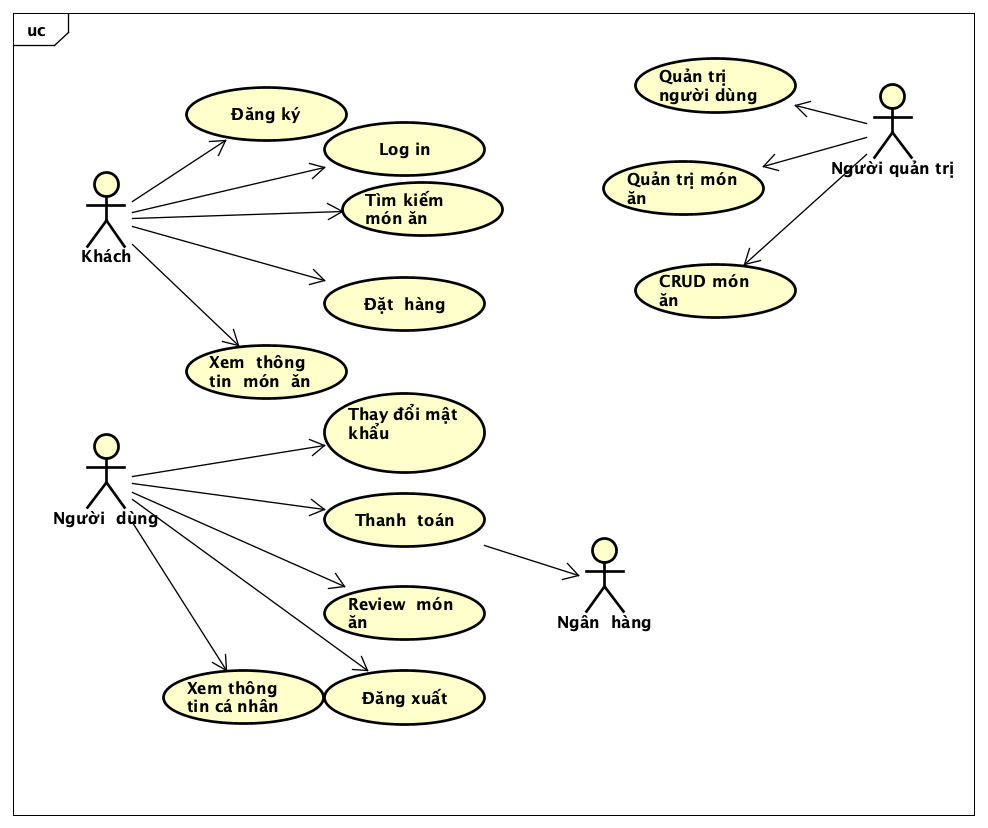 uc
Đăng ký
Log in
Tìm kiếm
món ăn
Khách
Đặt hàng
Xem thông
tin món ăn
Quản trị
người dùng
Người quản trị
Quản trị món
ăn
CRUD món
ăn
Thay đổi mật
khẩu
Người dùng
Thanh toán
Review món
ăn
Ngân hàng
Xem thông
tin cá nhân
Đăng xuất